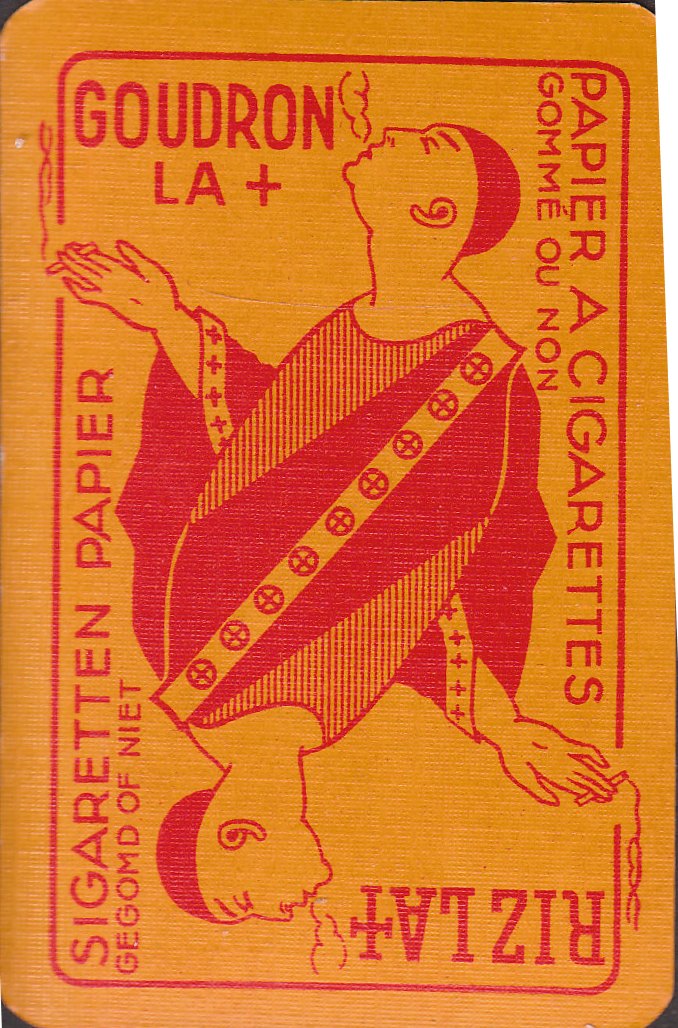 GOUDRON
LA +
PAPIER A CIGARETTES
GOMMÉ OU NON
SIGARETTEN PAPIER
GEGOMD OF NIET
RIZ LA+